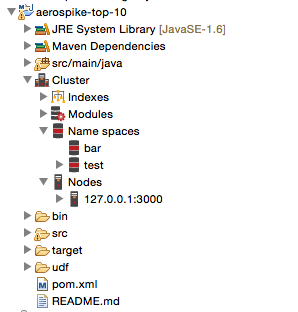 aerospike-top-10
JRE System Library [JavaSE-1.6]
Maven Dependencies
src/main/java
Cluster
Indexes
Modules
Name spaces
bar
test
Nodes
127.0.0.1:3000
bin
src
target
udf
pom.xml
README.md